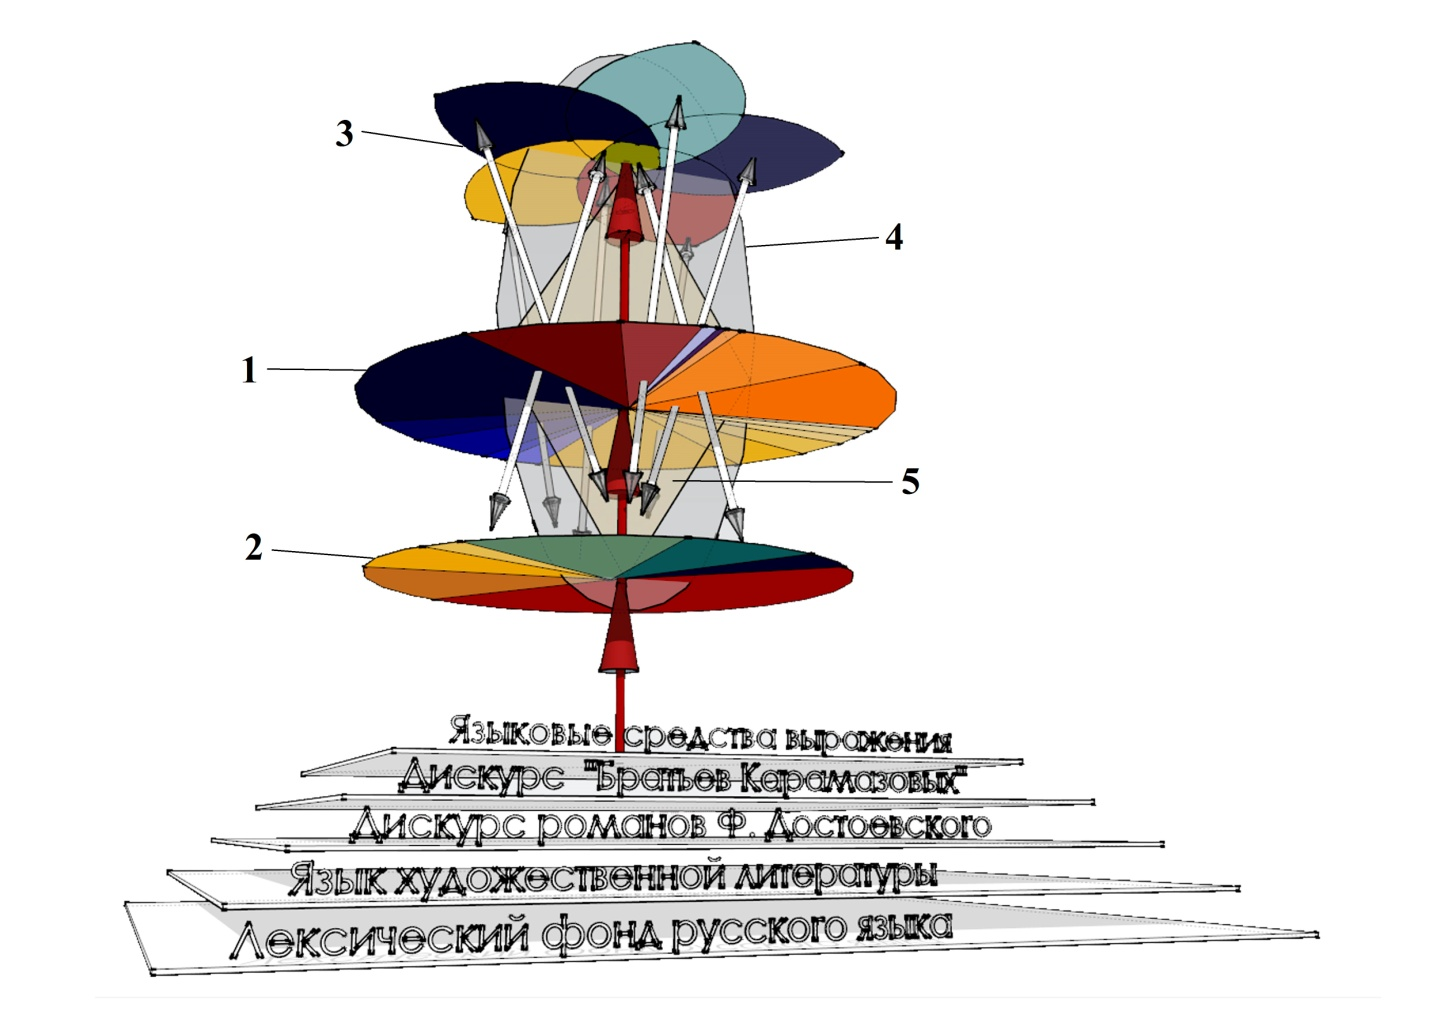 3
4
1
5
2
Языковые средства выражения
Дискурс "Братьев Карамазовых"
Дискурс романов Ф. Достоевского
Язык художественной литературы
Лексический фонд русского языка